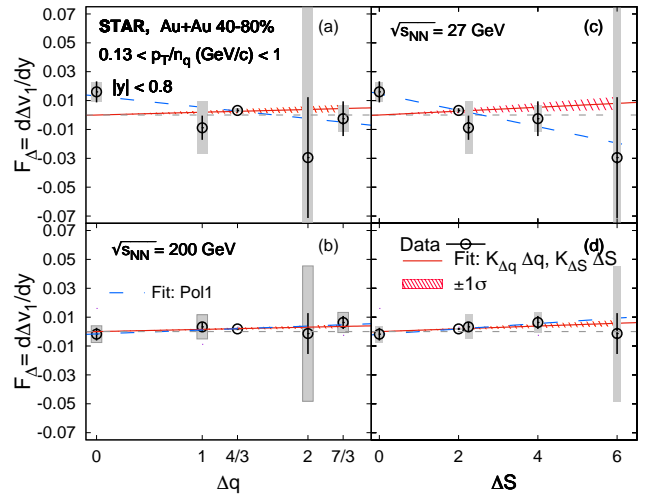 STAR, Au+Au 40-80%
(a)
0.13 < p_T/n_q (GeV/c) < 1
|y| < 0.8
√s_NN = 27 GeV
(c)
F_Δ = dΔv_1/dy
0.07
0.05
0.03
0.01
-0.01
-0.03
-0.05
-0.07
√s_NN = 200 GeV
(b)
Fit: Pol1
Data
(d)
Fit: K_Δq Δq, K_ΔS ΔS
±1σ
F_Δ = dΔv_1/dy
0.07
0.05
0.03
0.01
-0.01
-0.03
-0.05
-0.07
0 1 4/3 2 7/3
Δq
0 2 4 6
ΔS